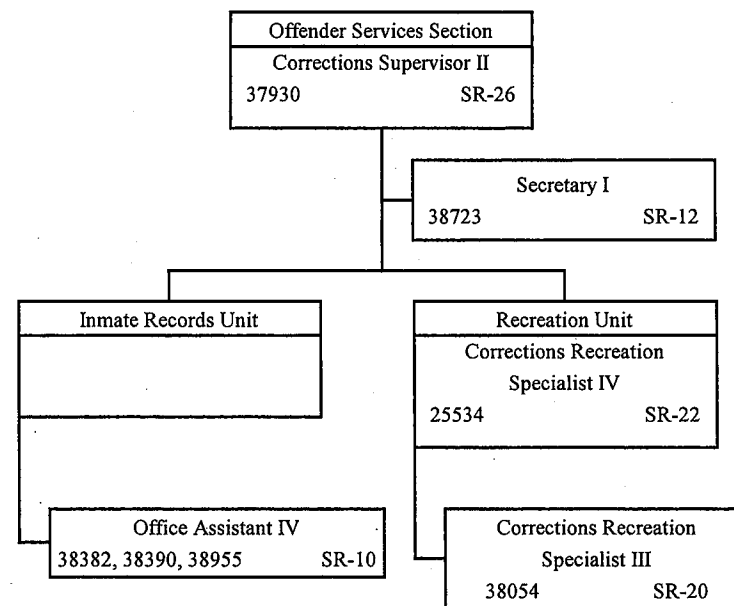 Offender Services Section
Corrections Supervisor II
37930 SR-26
Secretary I
38723 SR-12
Inmate Records Unit
Office Assistant IV
38382, 38390, 38955 SR-10
Recreation Unit
Corrections Recreation
Specialist IV
25534 SR-22
Corrections Recreation
Specialist III
38054 SR-20